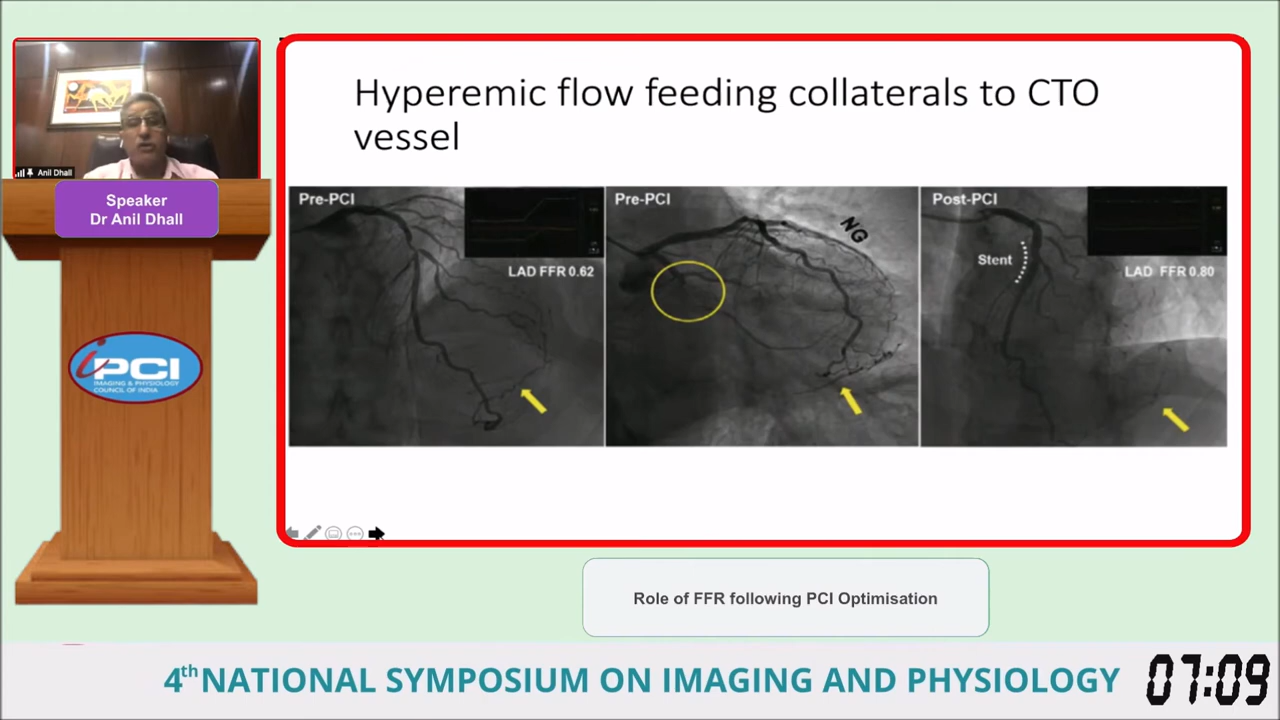 Anil Dhall
Speaker
Dr Anil Dhall
iPCI
IMAGING & PHYSIOLOGY
COUNCIL OF INDIA
Hyperemic flow feeding collaterals to CTO
vessel
Pre-PCI
LAD FFR 0.62
Pre-PCI
NG
Post-PCI
Stent
LAD FFR 0.80
Role of FFR following PCI Optimisation
4th NATIONAL SYMPOSIUM ON IMAGING AND PHYSIOLOGY
07:09